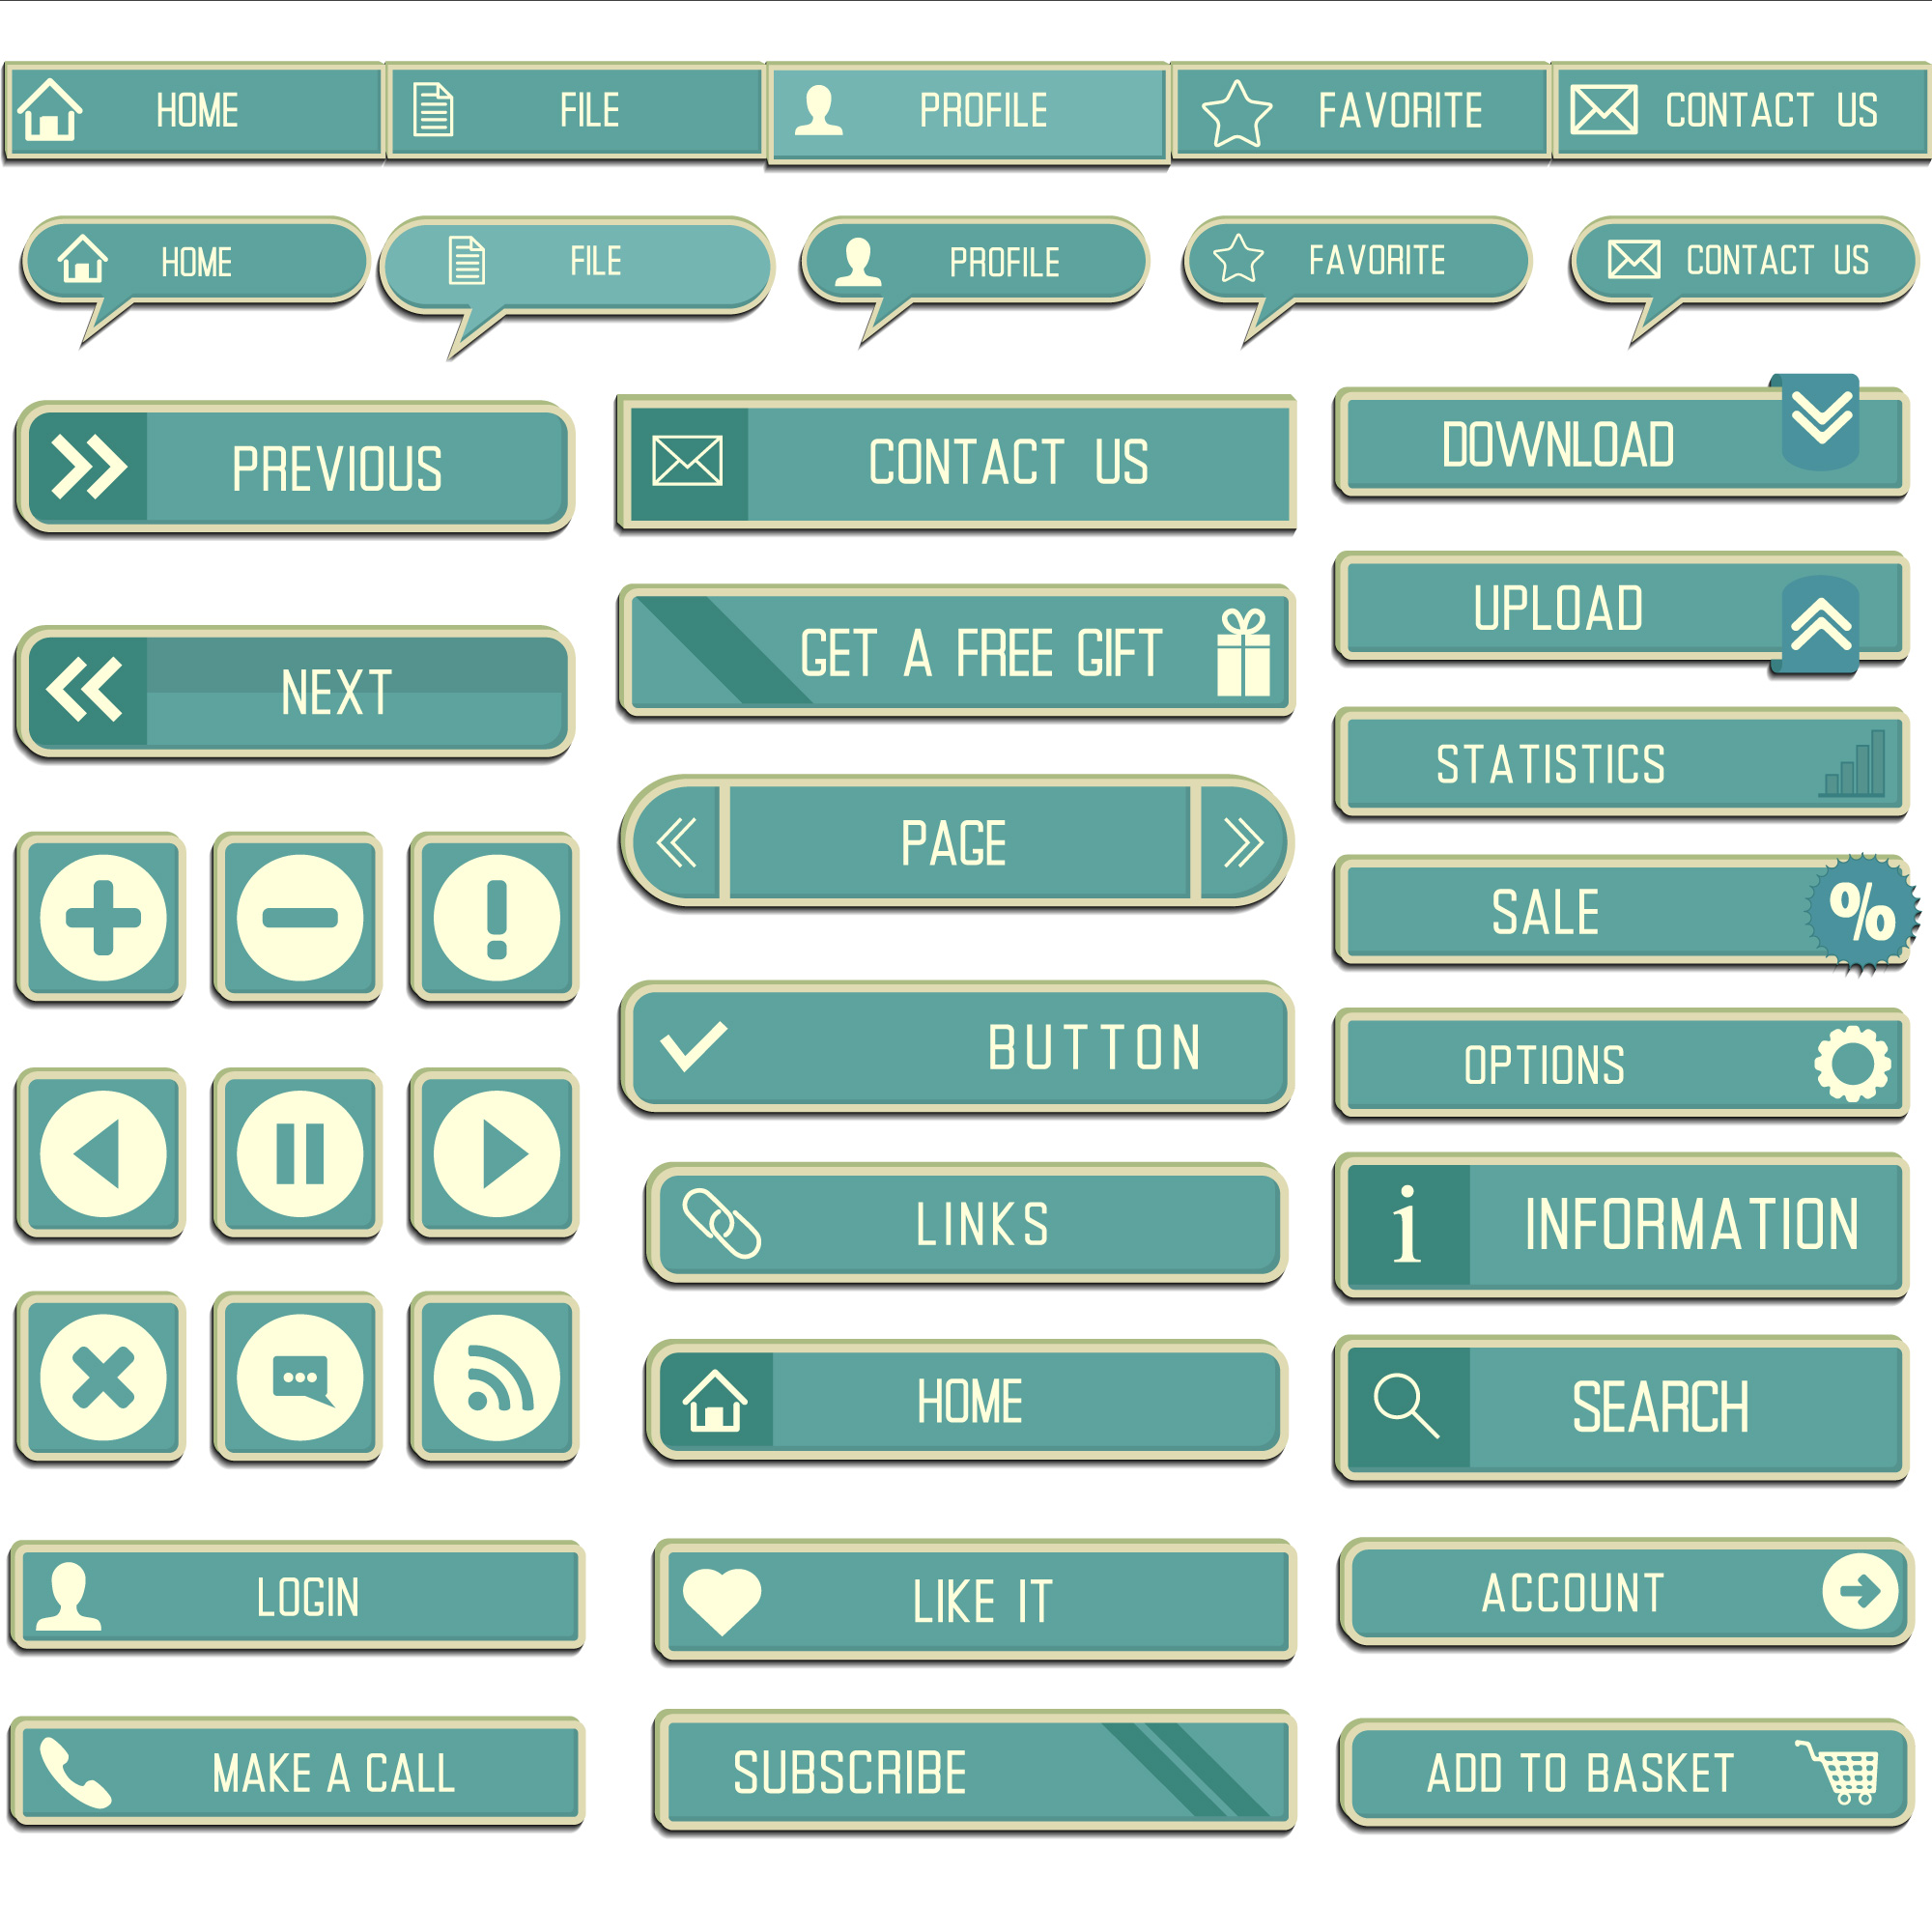 HOME
FILE
PROFILE
FAVORITE
CONTACT US
HOME
FILE
PROFILE
FAVORITE
CONTACT US
PREVIOUS
CONTACT US
DOWNLOAD
NEXT
GET A FREE GIFT
UPLOAD
STATISTICS
PAGE
SALE
%
BUTTON
OPTIONS
LINKS
i
INFORMATION
HOME
SEARCH
LOGIN
LIKE IT
ACCOUNT
MAKE A CALL
SUBSCRIBE
ADD TO BASKET